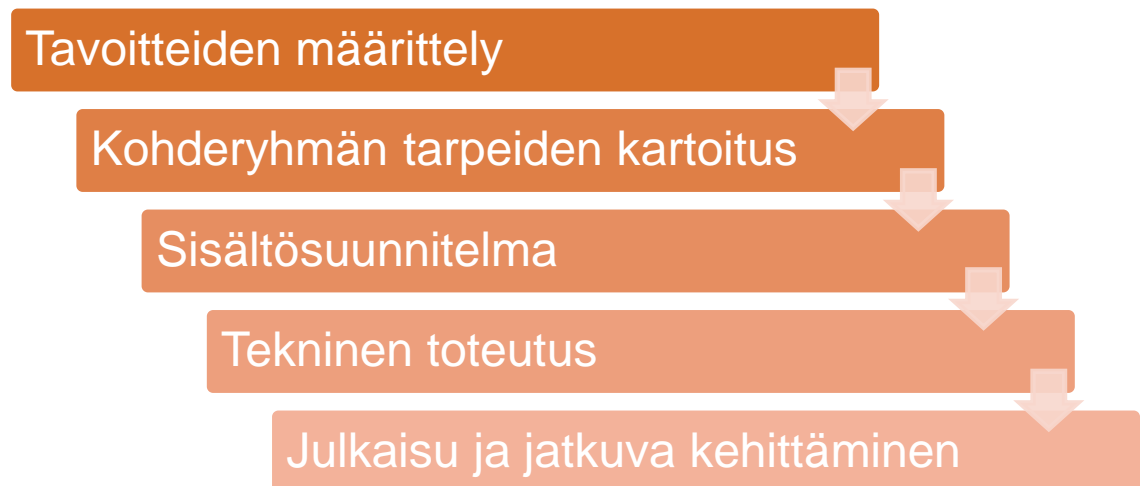 Tavoitteiden määrittely
Kohderyhmän tarpeiden kartoitus
Sisältösuunnitelma
Tekninen toteutus
Julkaisu ja jatkuva kehittäminen